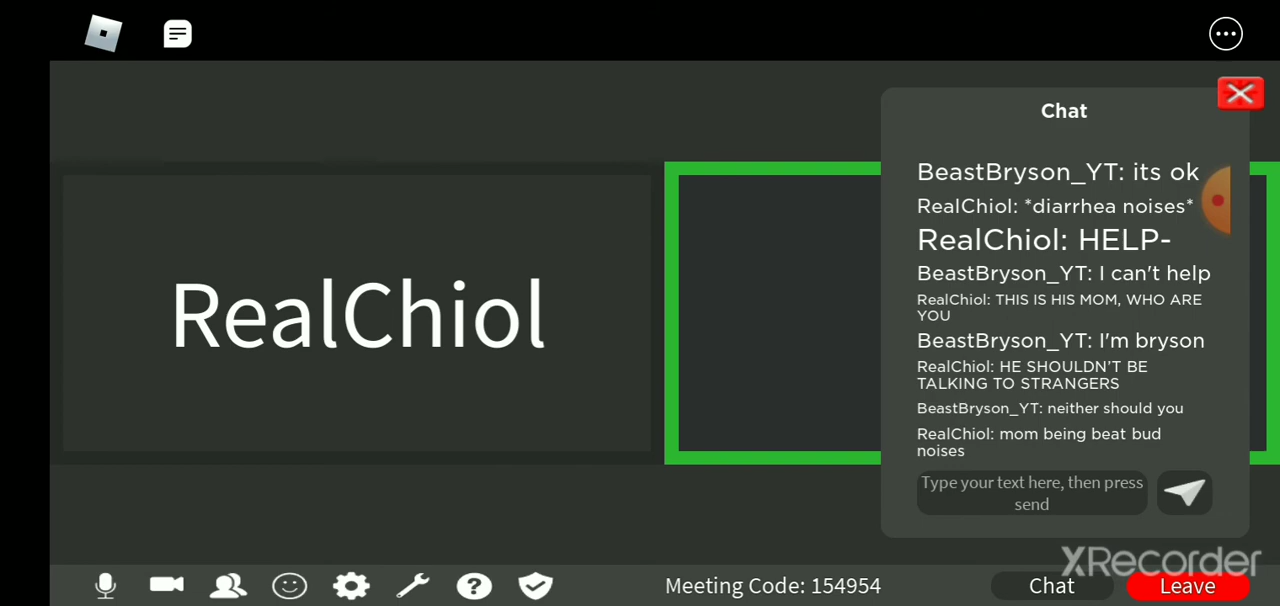 Chat
BeastBryson_YT: its ok
RealChiol: *diarrhea noises*
RealChiol: HELP-
BeastBryson_YT: I can't help
RealChiol: THIS IS HIS MOM, WHO ARE
YOU
BeastBryson_YT: I'm bryson
RealChiol: HE SHOULDN'T BE
TALKING TO STRANGERS
BeastBryson_YT: neither should you
RealChiol: mom being beat bud
noises
Type your text here, then press
send
RealChiol
XRecorder
Meeting Code: 154954
Chat
Leave